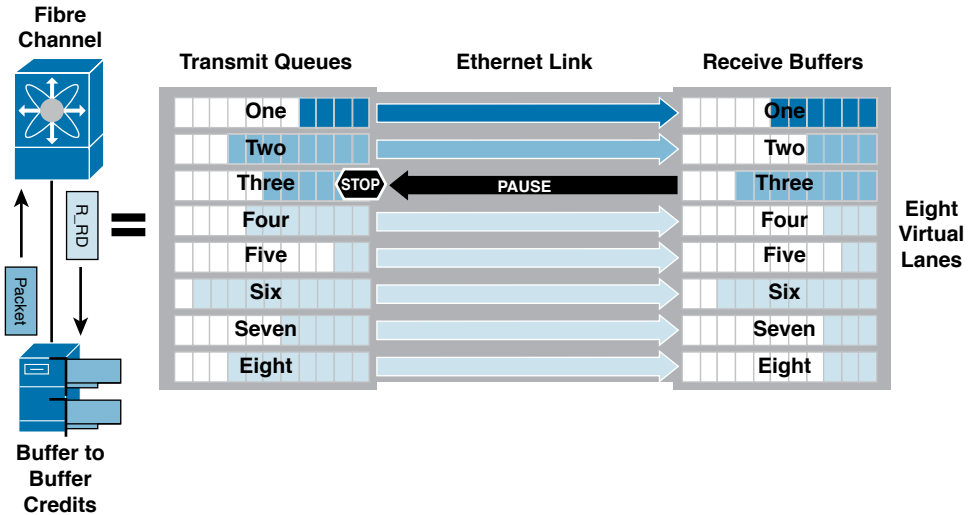 Fibre
Channel
Transmit Queues
Ethernet Link
Receive Buffers
One
One
Two
Two
Three
STOP
PAUSE
Three
R_RD
Four
Four
Five
Five
Packet
Six
Six
Seven
Seven
Eight
Eight
Eight
Virtual
Lanes
Buffer to
Buffer
Credits